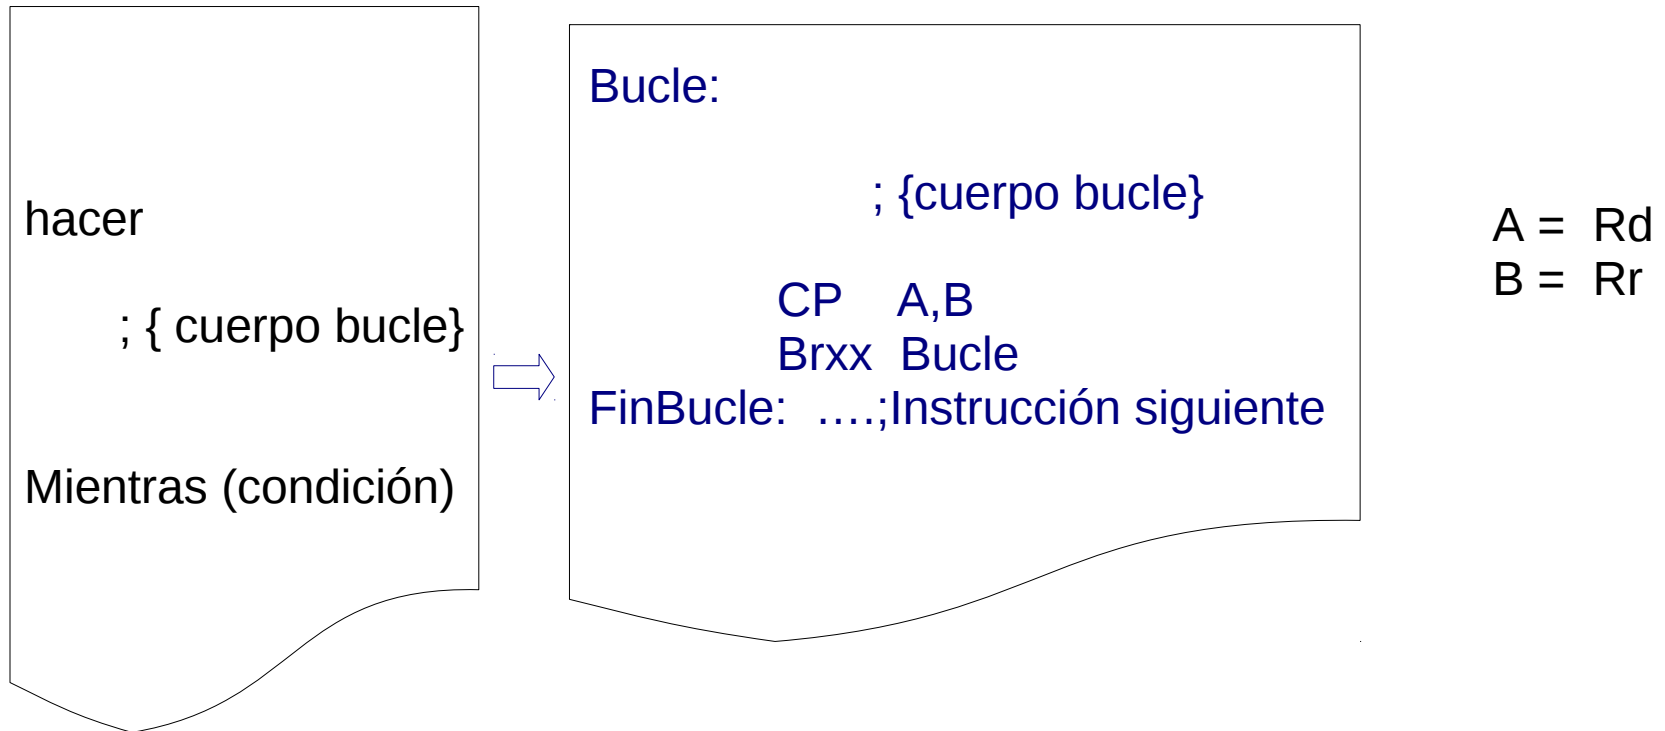 hacer
; { cuerpo bucle}
Mientras (condición)
Bucle:
; {cuerpo bucle}
CP A,B
Brxx Bucle
FinBucle: ....;Instrucción siguiente
A = Rd
B = Rr